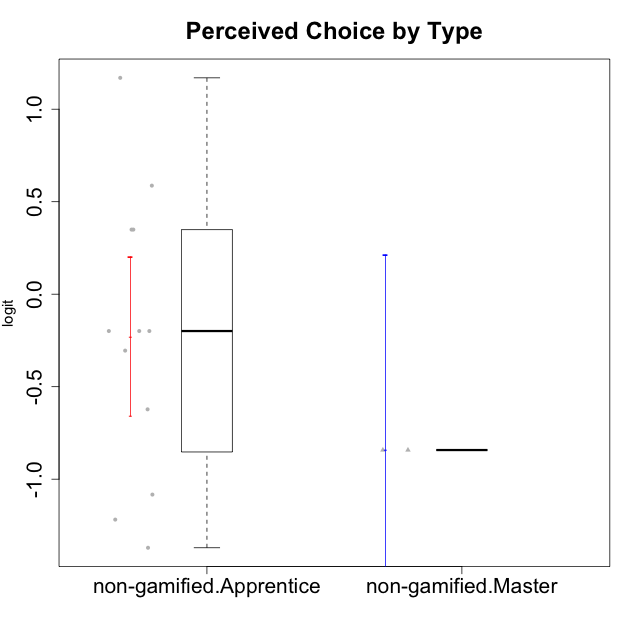 Perceived Choice by Type
logit
1.0
0.5
0.0
-0.5
-1.0
non-gamified.Apprentice
non-gamified.Master